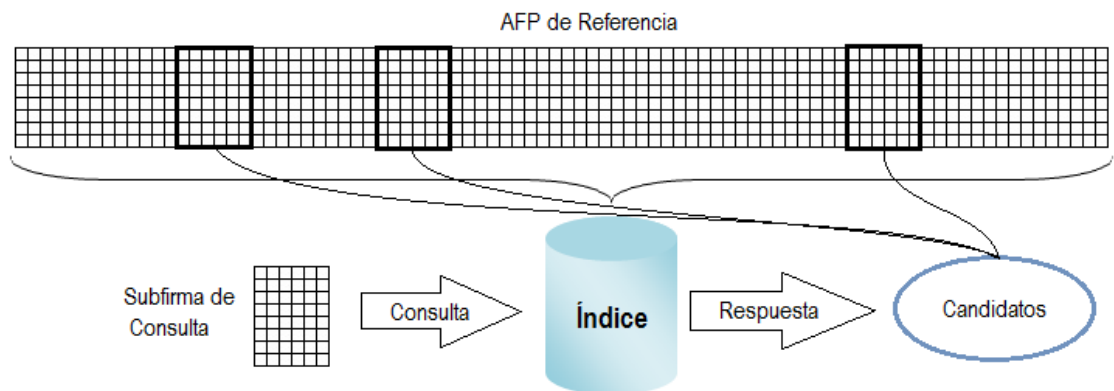 AFP de Referencia
Subfirma de
Consulta
Consulta
Índice
Respuesta
Candidatos